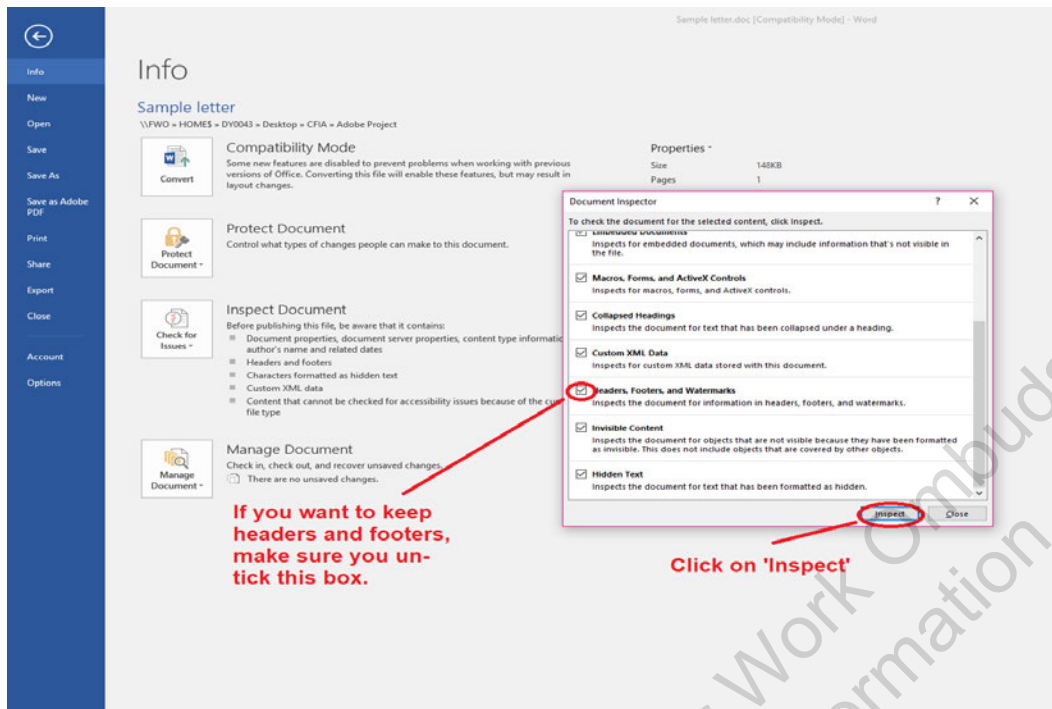 Sample letter.doc [Compatibility Mode] - Word
Info
New
Open
Save
Save As
Save as Adobe
PDF
Print
Share
Export
Close
Account
Options
Info
Sample letter
\\FWO » HOME$ » DY0043 » Desktop » CFIA » Adobe Project
Convert
Compatibility Mode
Some new features are disabled to prevent problems when working with previous
versions of Office. Converting this file will enable these features, but may result in
layout changes.
Protect
Document
Protect Document
Control what types of changes people can make to this document.
Check for
Issues
Inspect Document
Before publishing this file, be aware that it contains:
Document properties, document server properties, content type
author's name and related dates
Headers and footers
Characters formatted as hidden text
Custom XML data
Content that cannot be checked for accessibility issues because of the
file type
Manage
Document
Manage Document
Check in, check out, and recover unsaved changes.
There are no unsaved changes.
Properties
Size 148KB
Pages 1
Document Inspector ? ×
To check the document for the selected content, click Inspect.
Embedded Documents
Inspects for embedded documents, which may include information that's not visible in
the file.
Macros, Forms, and ActiveX Controls
Inspects for macros, forms, and ActiveX controls.
Collapsed Headings
Inspects the document for text that has been collapsed under a heading.
Custom XML Data
Inspects for custom XML data stored with this document.
Headers, Footers, and Watermarks
Inspects the document for information in headers, footers, and watermarks.
Invisible Content
Inspects the document for objects that are not visible because they have been formatted
as invisible. This does not include objects that are covered by other objects.
Hidden Text
Inspects the document for text that has been formatted as hidden.
Inspect Close
If you want to keep
headers and footers,
make sure you un-
tick this box.
Click on 'Inspect'
Work